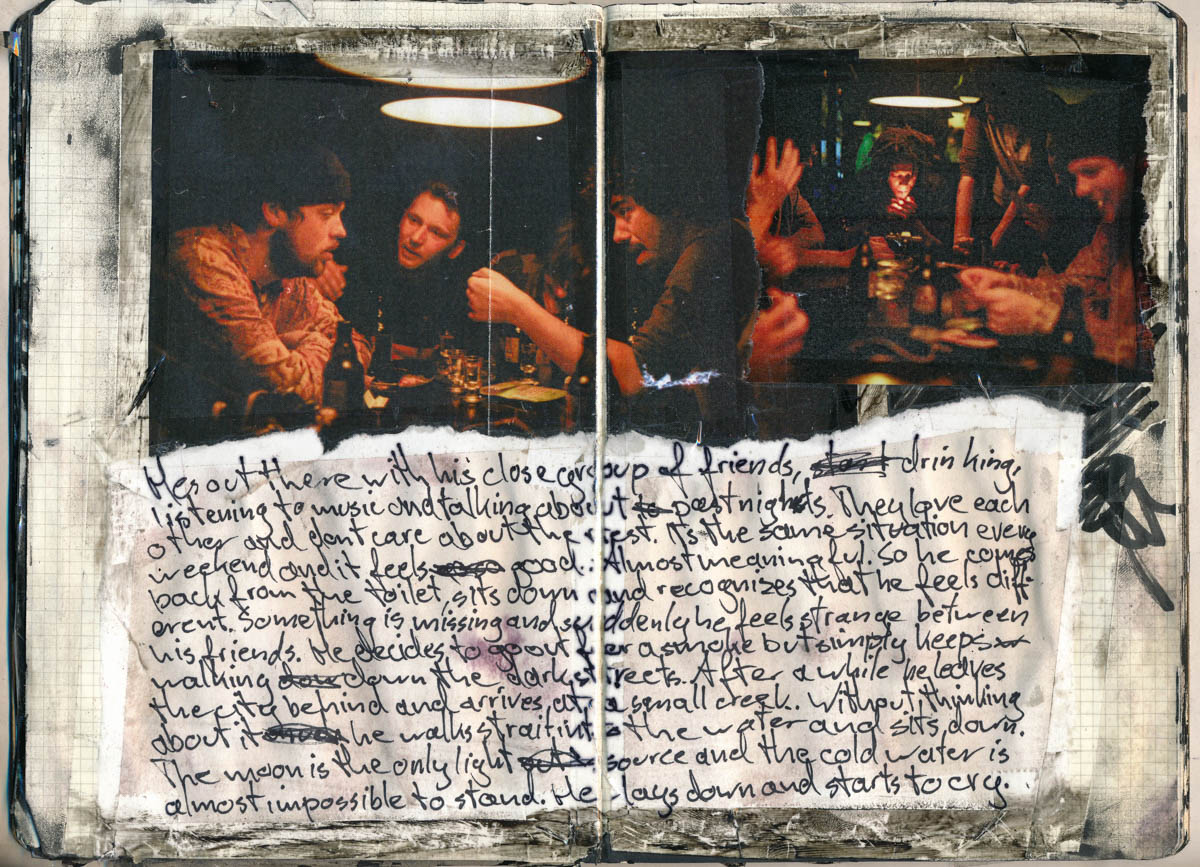 He's out there with his close group of friends, drinking,
listening to music and talking about past nights. They love each
other and dont care about the rest. It's the same situation every
weekend and it feels good. Almost meaningful. So he comes
back from the toilet, sits down and recognizes that he feels diff-
erent. Something is missing and suddenly he feels strange between
his friends. He decides to go out for a smoke but simply keeps
walking down the dark streets. After a while he leaves
the city behind and arrives at a small creek. Without thinking
about it he walks strait into the water and sits down.
The moon is the only light source and the cold water is
almost impossible to stand. He lays down and starts to cry.